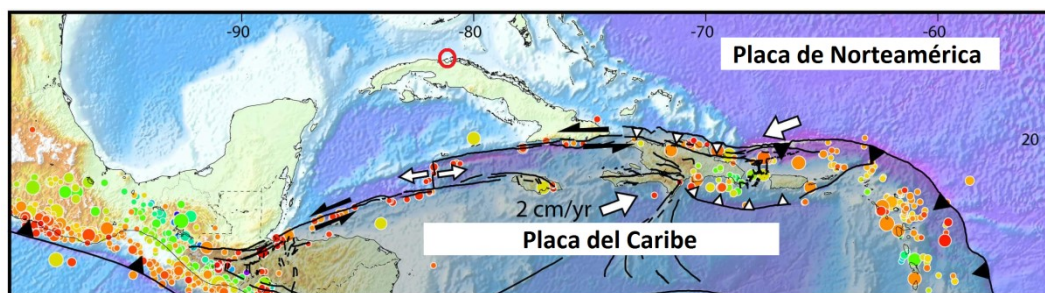 -90 -80 -70 -60
Placa de Norteamérica
20
2 cm/yr
Placa del Caribe